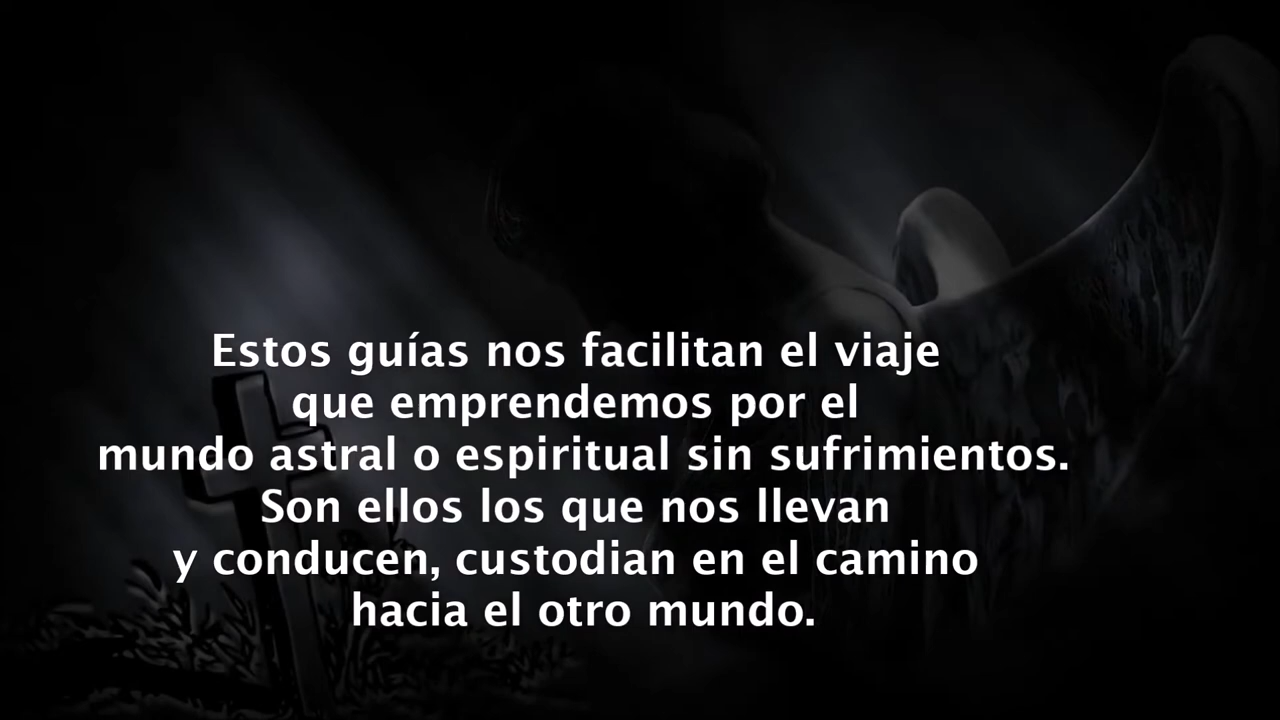 Estos guías nos facilitan el viaje
que emprendemos por el
mundo astral o espiritual sin sufrimientos.
Son ellos los que nos llevan
y conducen, custodian en el camino
hacia el otro mundo.